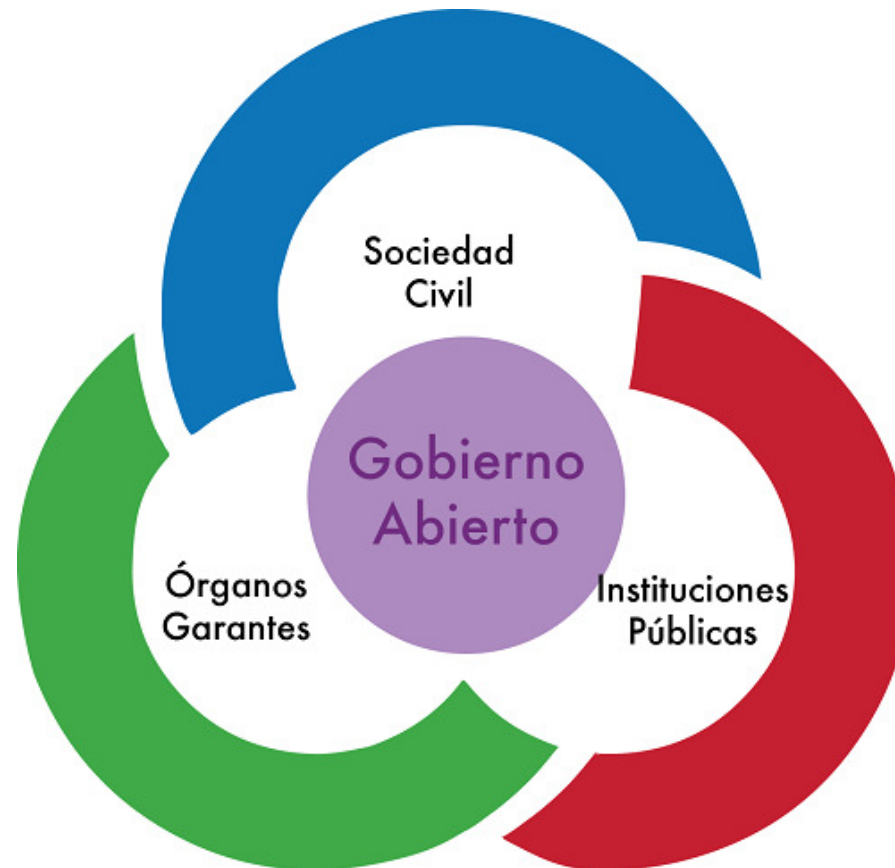 Sociedad
Civil
Gobierno
Abierto
Órganos
Garantes
Instituciones
Públicas